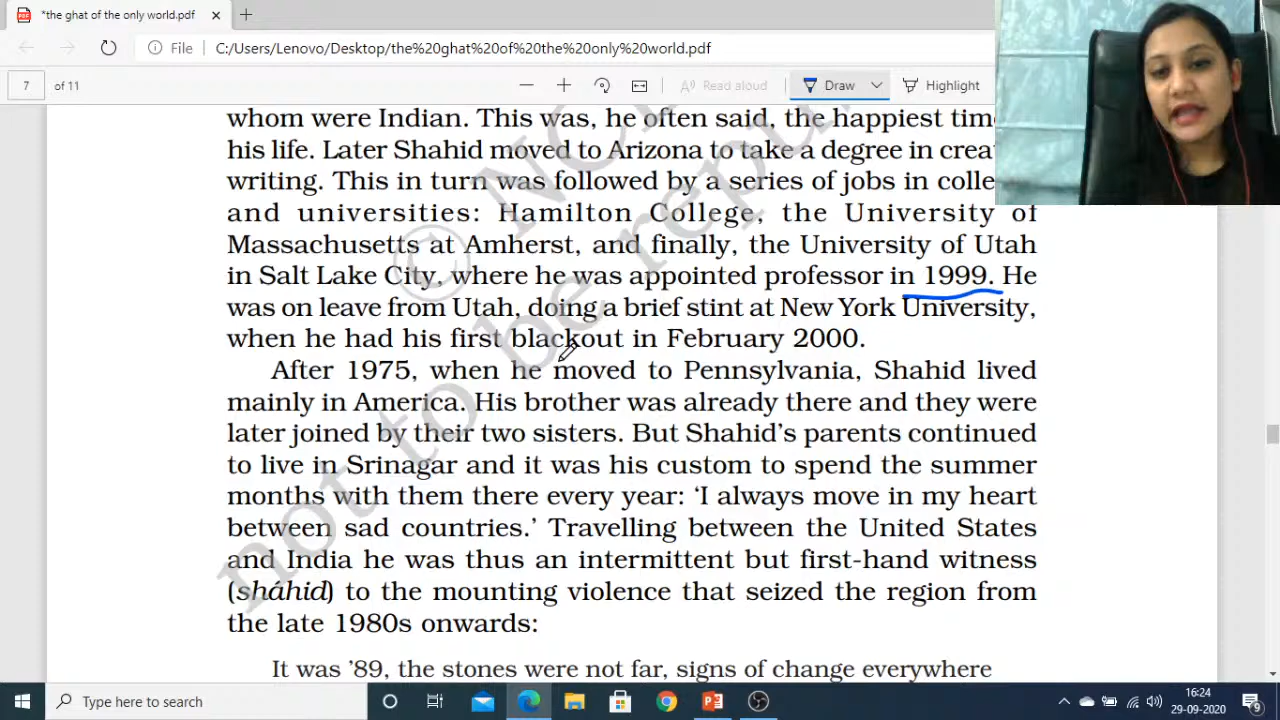 *the ghat of the only world.pdf
File C:/Users/Lenovo/Desktop/the%20ghat%20of%20the%20only%20world.pdf
7 of 11 Read aloud Draw Highlight
whom were Indian. This was, he often said, the happiest
his life. Later Shahid moved to Arizona to take a degree in
writing. This in turn was followed by a series of jobs in
and universities: Hamilton College, the University of
Massachusetts at Amherst, and finally, the University of Utah
in Salt Lake City, where he was appointed professor in 1999. He
was on leave from Utah, doing a brief stint at New York University,
when he had his first blackout in February 2000.
After 1975, when he moved to Pennsylvania, Shahid lived
mainly in America. His brother was already there and they were
later joined by their two sisters. But Shahid's parents continued
to live in Srinagar and it was his custom to spend the summer
months with them there every year: 'I always move in my heart
between sad countries.' Travelling between the United States
and India he was thus an intermittent but first-hand witness
(sháhid) to the mounting violence that seized the region from
the late 1980s onwards:
It was '89, the stones were not far, signs of change everywhere
not to be
Type here to search
16:24
29-09-2020
9